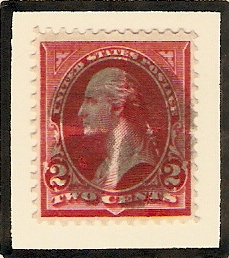 UNITED STATES POSTAGE
2 2
TWO CENTS